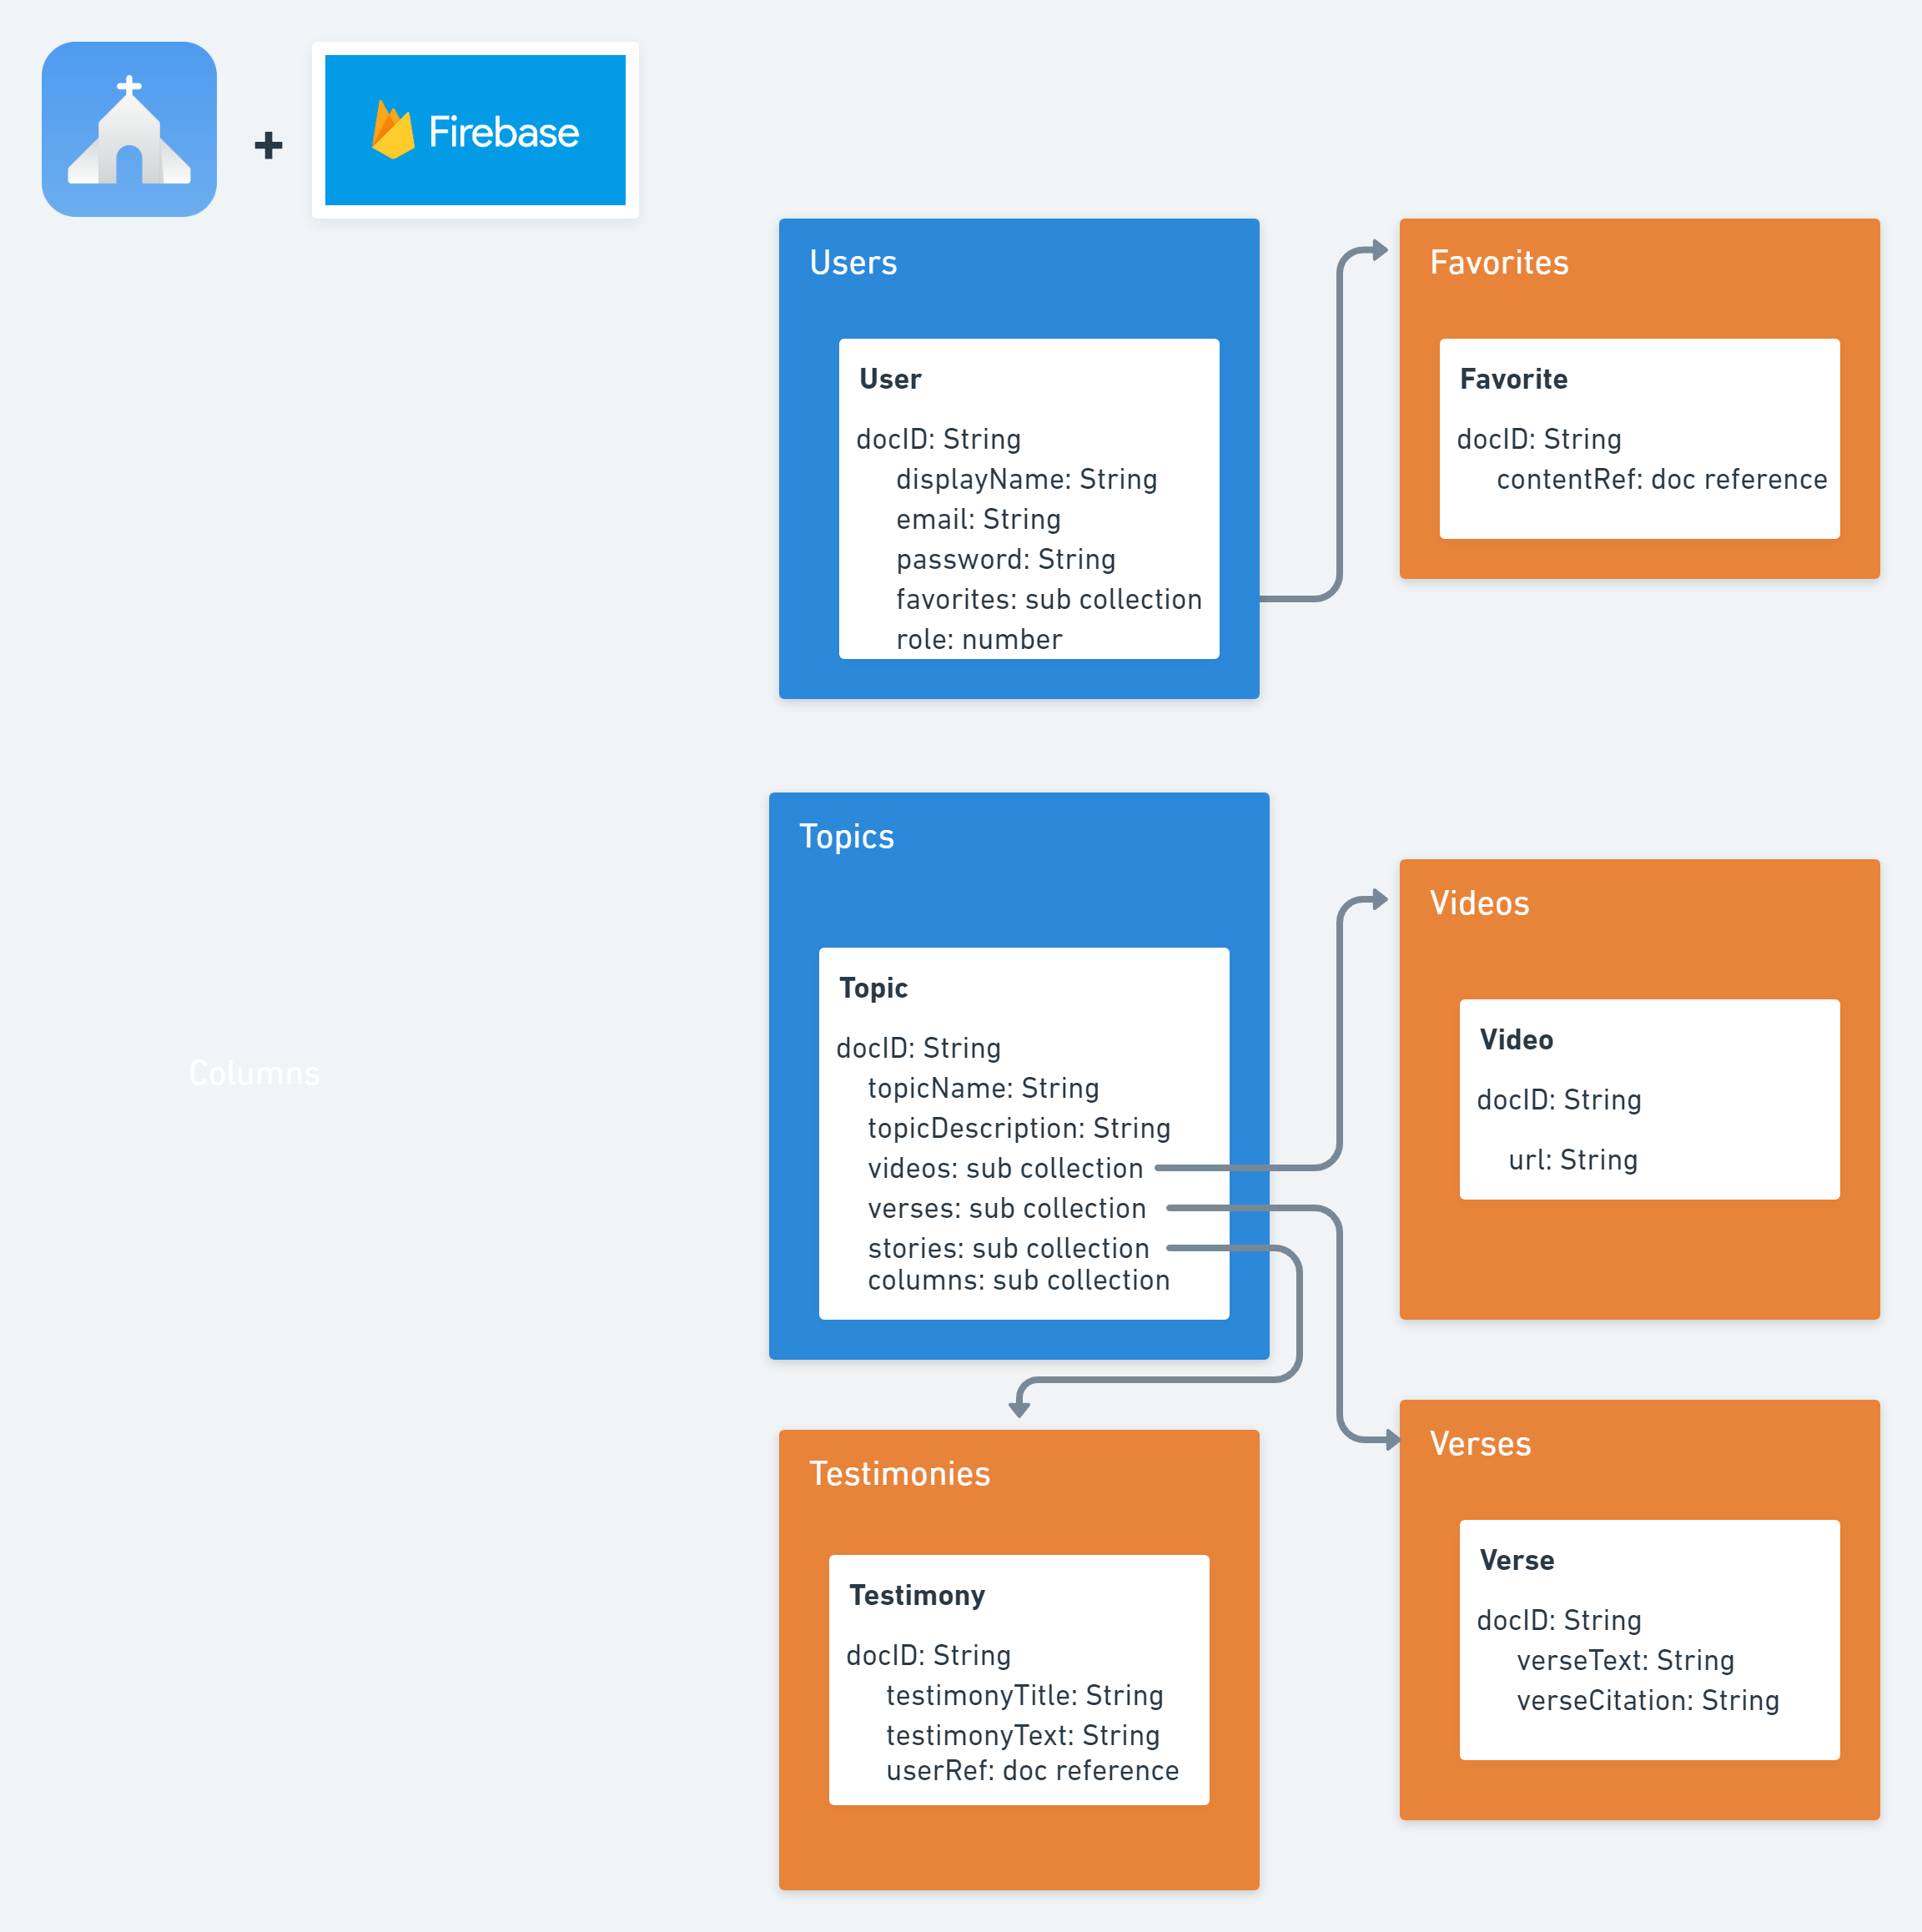 +
Firebase
Users
User
docID: String
displayName: String
email: String
password: String
favorites: sub collection
role: number
Favorites
Favorite
docID: String
contentRef: doc reference
Topics
Topic
docID: String
topicName: String
topicDescription: String
videos: sub collection
verses: sub collection
stories: sub collection
columns: sub collection
Columns
Videos
Video
docID: String
url: String
Testimonies
Testimony
docID: String
testimonyTitle: String
testimonyText: String
userRef: doc reference
Verses
Verse
docID: String
verseText: String
verseCitation: String